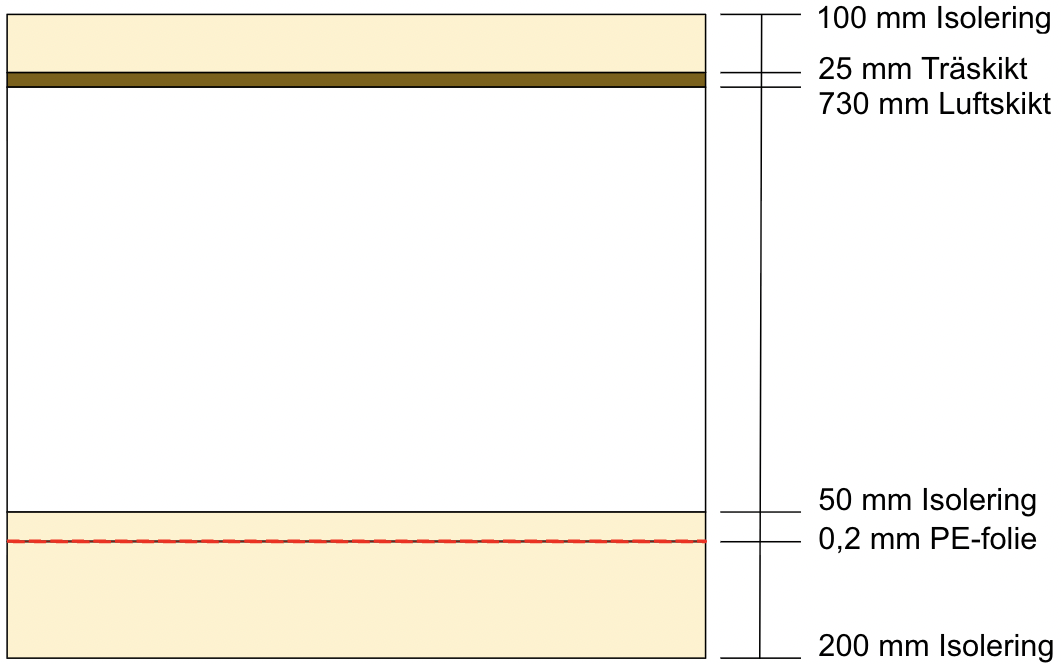 100 mm Isolering
25 mm Träskikt
730 mm Luftskikt
50 mm Isolering
0,2 mm PE-folie
200 mm Isolering